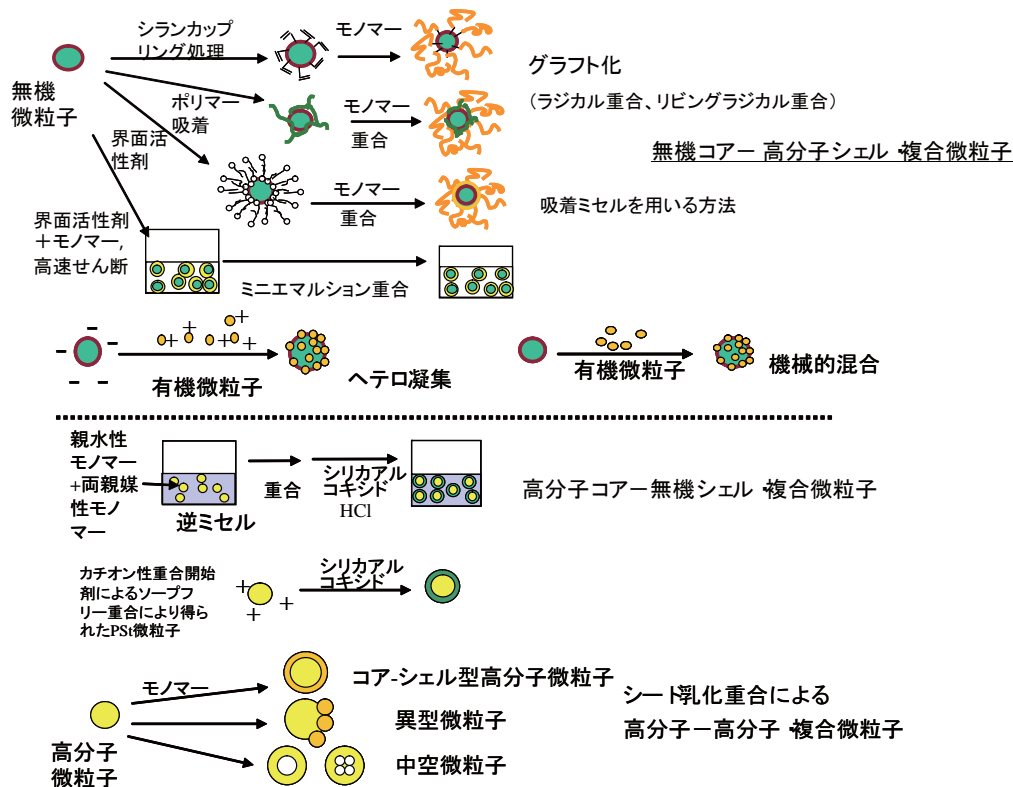 シランカップ
リング処理
モノマー
無機
微粒子
グラフト化
（ラジカル重合、リビングラジカル重合）
ポリマー
吸着
モノマー
重合
無機コアー高分子シェル・複合微粒子
界面活
性剤
モノマー
重合
吸着ミセルを用いる方法
界面活性剤
＋モノマー,
高速せん断
ミニエマルション重合
- - - - -
+ + + + +
有機微粒子
ヘテロ凝集
有機微粒子
機械的混合
親水性
モノマー
+両親媒
性モノ
マー
逆ミセル
重合
シリカアル
コキシド
HCl
高分子コアー無機シェル・複合微粒子
カチオン性重合開始
剤によるソープフ
リー重合により得ら
れたPSt微粒子
+ + +
シリカアル
コキシド
モノマー
高分子
微粒子
コア-シェル型高分子微粒子
異型微粒子
中空微粒子
シード乳化重合による
高分子－高分子・複合微粒子